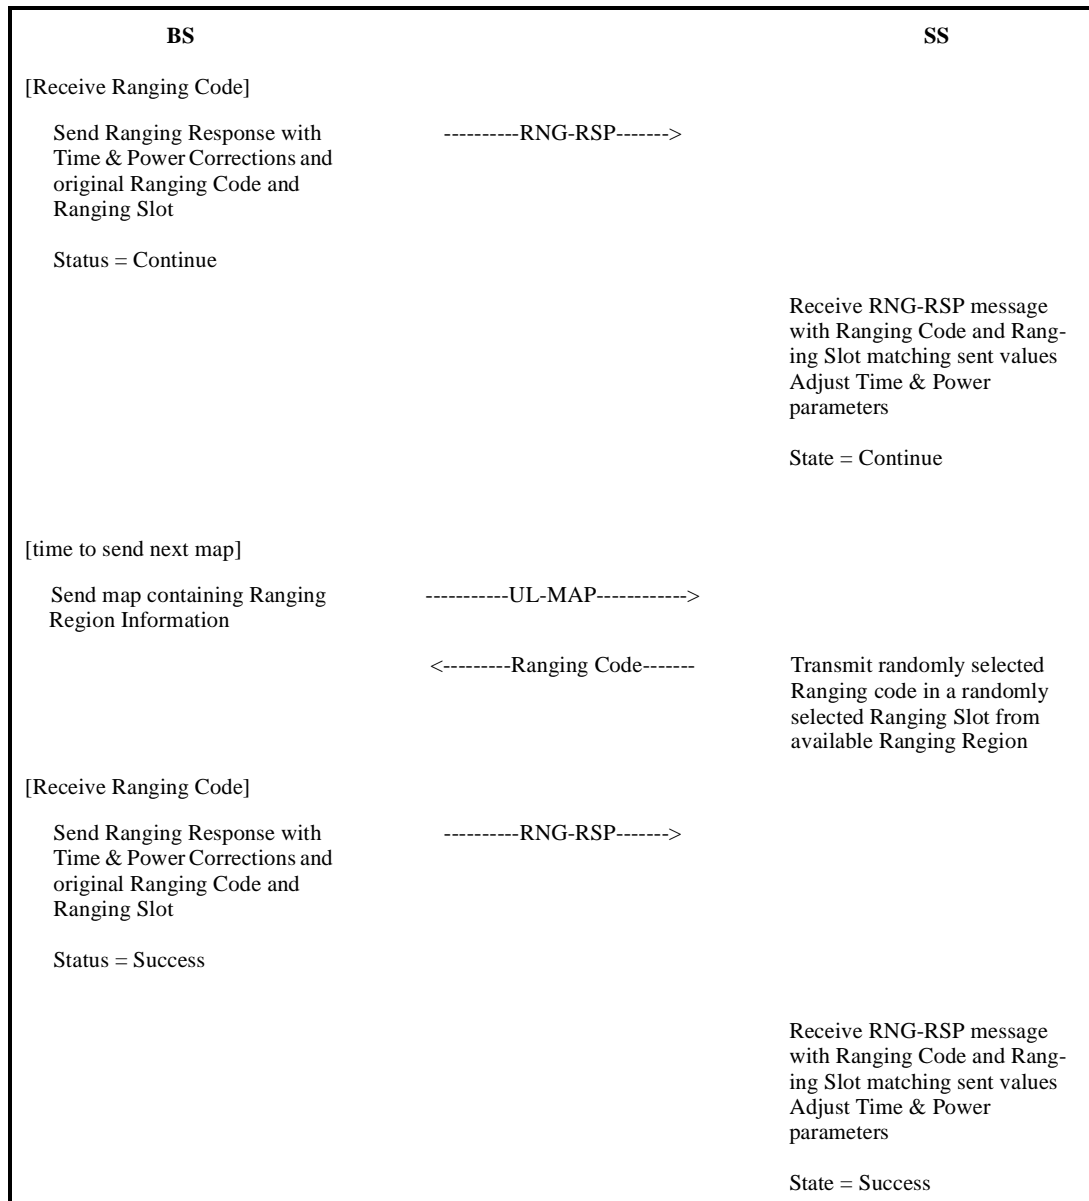 BS SS
[Receive Ranging Code]
Send Ranging Response with ----------RNG-RSP------->
Time & Power Corrections and
original Ranging Code and
Ranging Slot
Status = Continue
Receive RNG-RSP message
with Ranging Code and Rang-
ing Slot matching sent values
Adjust Time & Power
parameters
State = Continue
[time to send next map]
Send map containing Ranging -----------UL-MAP------------>
Region Information
<---------Ranging Code------- Transmit randomly selected
Ranging code in a randomly
selected Ranging Slot from
available Ranging Region
[Receive Ranging Code]
Send Ranging Response with ----------RNG-RSP------->
Time & Power Corrections and
original Ranging Code and
Ranging Slot
Status = Success
Receive RNG-RSP message
with Ranging Code and Rang-
ing Slot matching sent values
Adjust Time & Power
parameters
State = Success